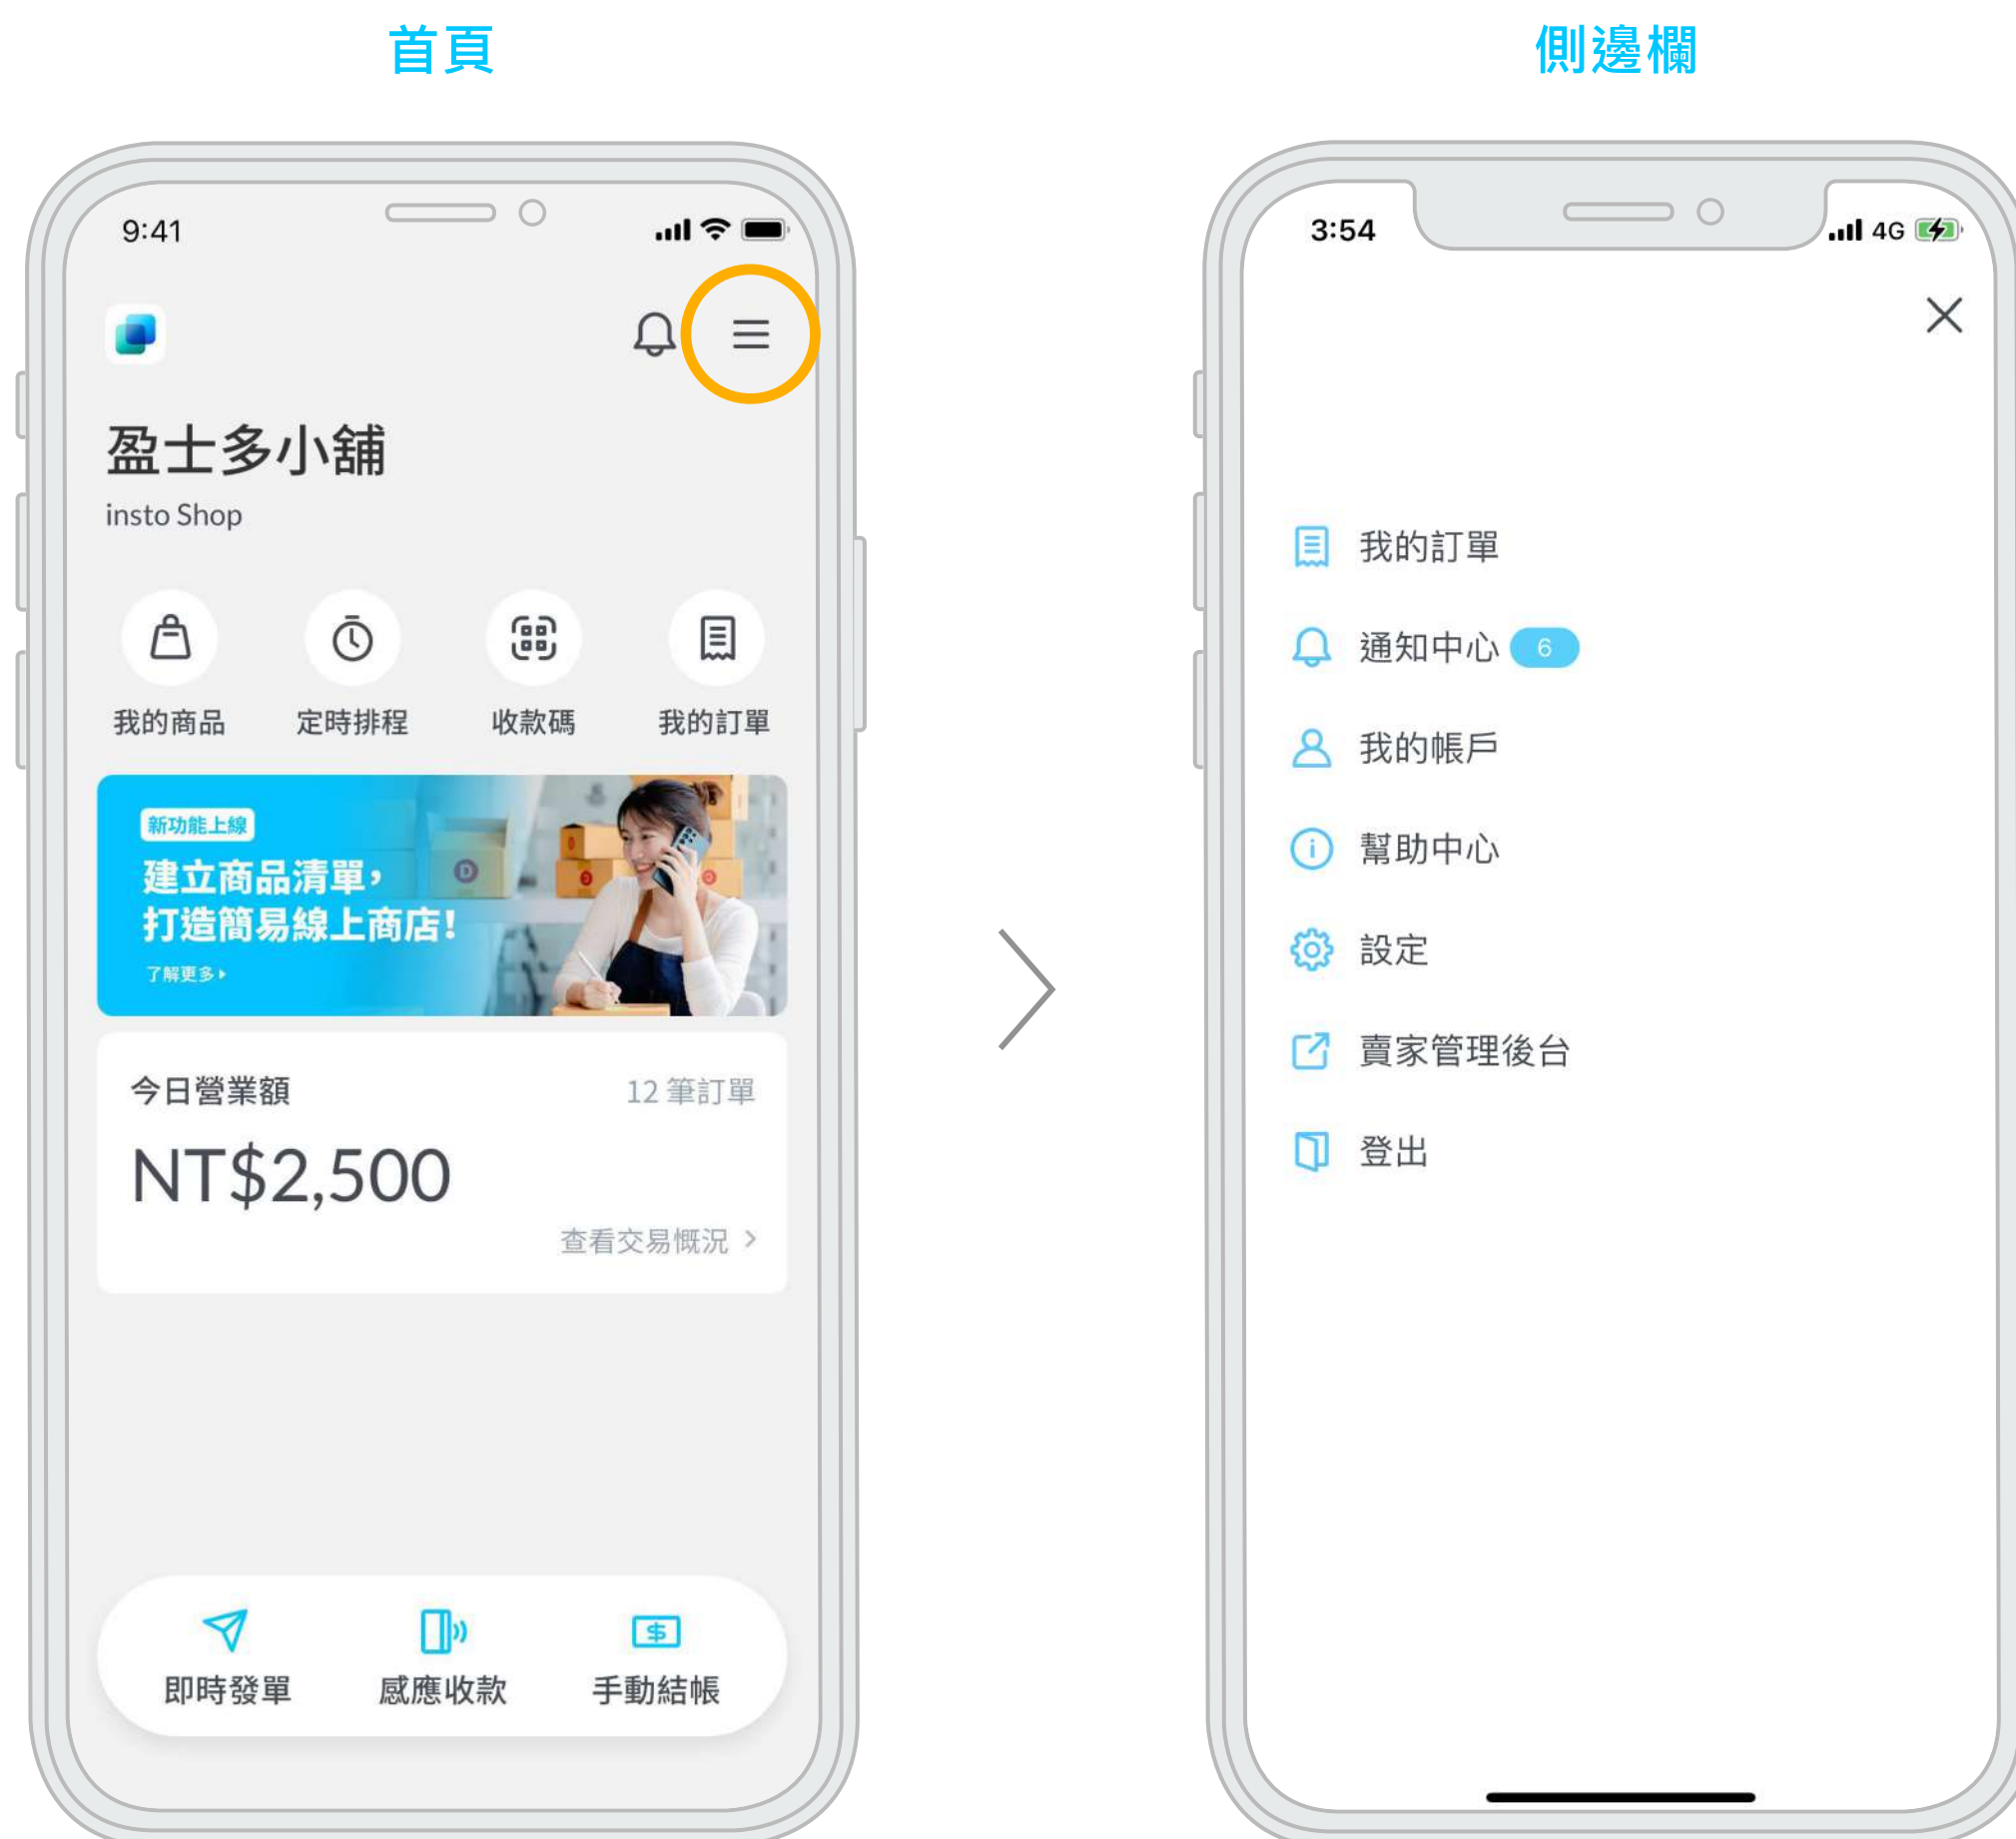 首頁
側邊欄
9:41
盈士多小舖
insto Shop
我的商品
定時排程
收款碼
我的訂單
新功能上線
建立商品清單，
打造簡易線上商店！
了解更多
今日營業額
12 筆訂單
NT$2,500
查看交易慨況
即時發單
感應收款
手動結帳
3:54
4G
我的訂單
通知中心 6
我的帳戶
幫助中心
設定
賣家管理後台
登出